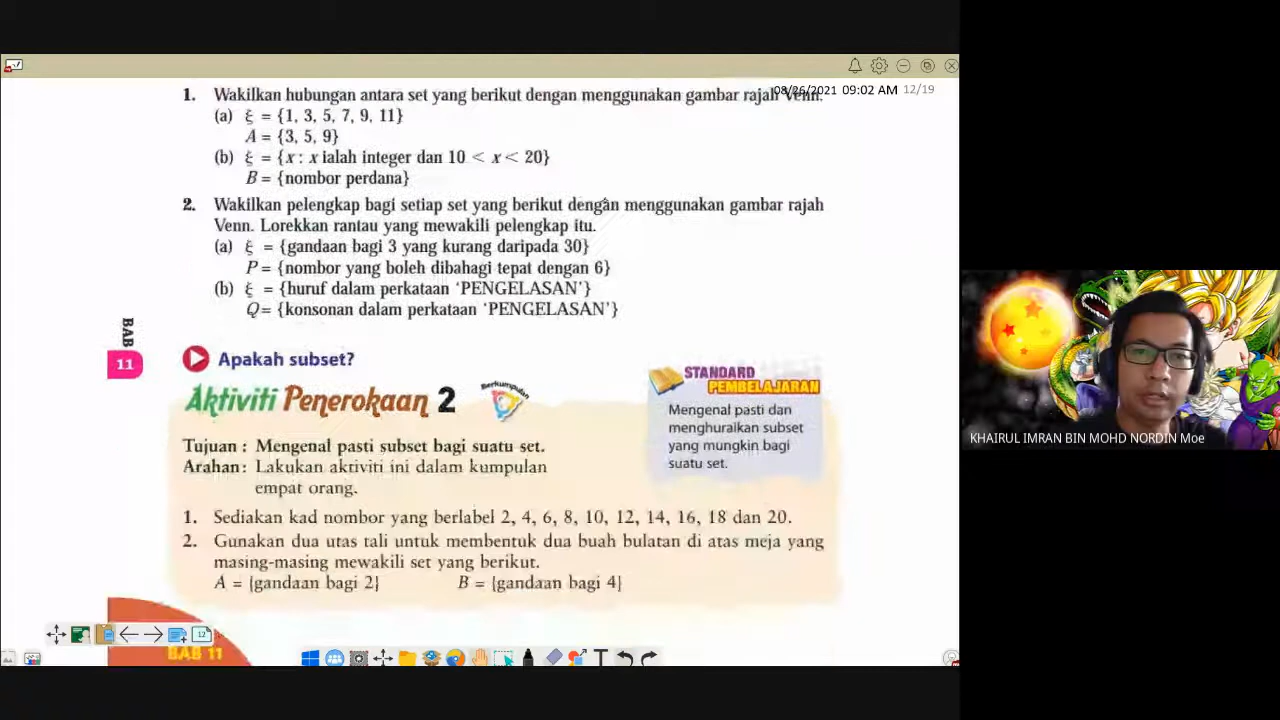 08/26/2021 09:02 AM 12/19
1. Wakilkan hubungan antara set yang berikut dengan menggunakan gambar rajah Venn.
(a) ξ = {1, 3, 5, 7, 9, 11}
A = {3, 5, 9}
(b) ξ = {x : x ialah integer dan 10 < x < 20}
B = {nombor perdana}
2. Wakilkan pelengkap bagi setiap set yang berikut dengan menggunakan gambar rajah
Venn. Lorekkan rantau yang mewakili pelengkap itu.
(a) ξ = {gandaan bagi 3 yang kurang daripada 30}
P = {nombor yang boleh dibahagi tepat dengan 6}
(b) ξ = {huruf dalam perkataan ‘PENGELASAN’}
Q = {konsonan dalam perkataan ‘PENGELASAN’}
BAB
11
Apakah subset?
Aktiviti Penerokaan 2
Berkumpulan
STANDARD
PEMBELAJARAN
Mengenal pasti dan
menghuraikan subset
yang mungkin bagi
suatu set.
Tujuan : Mengenal pasti subset bagi suatu set.
Arahan : Lakukan aktiviti ini dalam kumpulan
empat orang.
1. Sediakan kad nombor yang berlabel 2, 4, 6, 8, 10, 12, 14, 16, 18 dan 20.
2. Gunakan dua utas tali untuk membentuk dua buah bulatan di atas meja yang
masing-masing mewakili set yang berikut.
A = {gandaan bagi 2} B = {gandaan bagi 4}
12
BAB 11
KHAIRUL IMRAN BIN MOHD NORDIN Moe